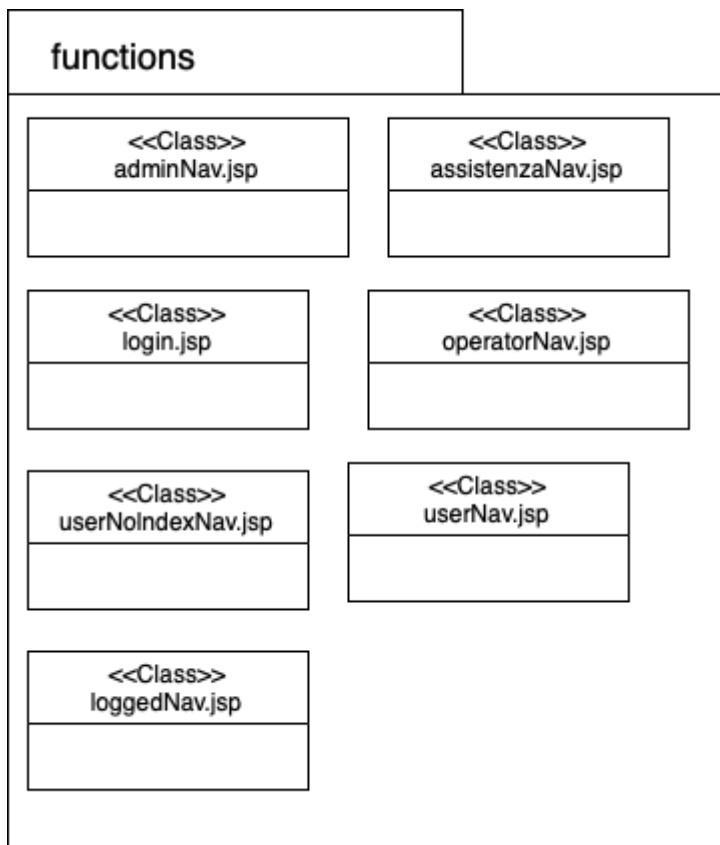 functions
<<Class>>
adminNav.jsp
<<Class>>
assistenzaNav.jsp
<<Class>>
login.jsp
<<Class>>
operatorNav.jsp
<<Class>>
userNoIndexNav.jsp
<<Class>>
userNav.jsp
<<Class>>
loggedNav.jsp